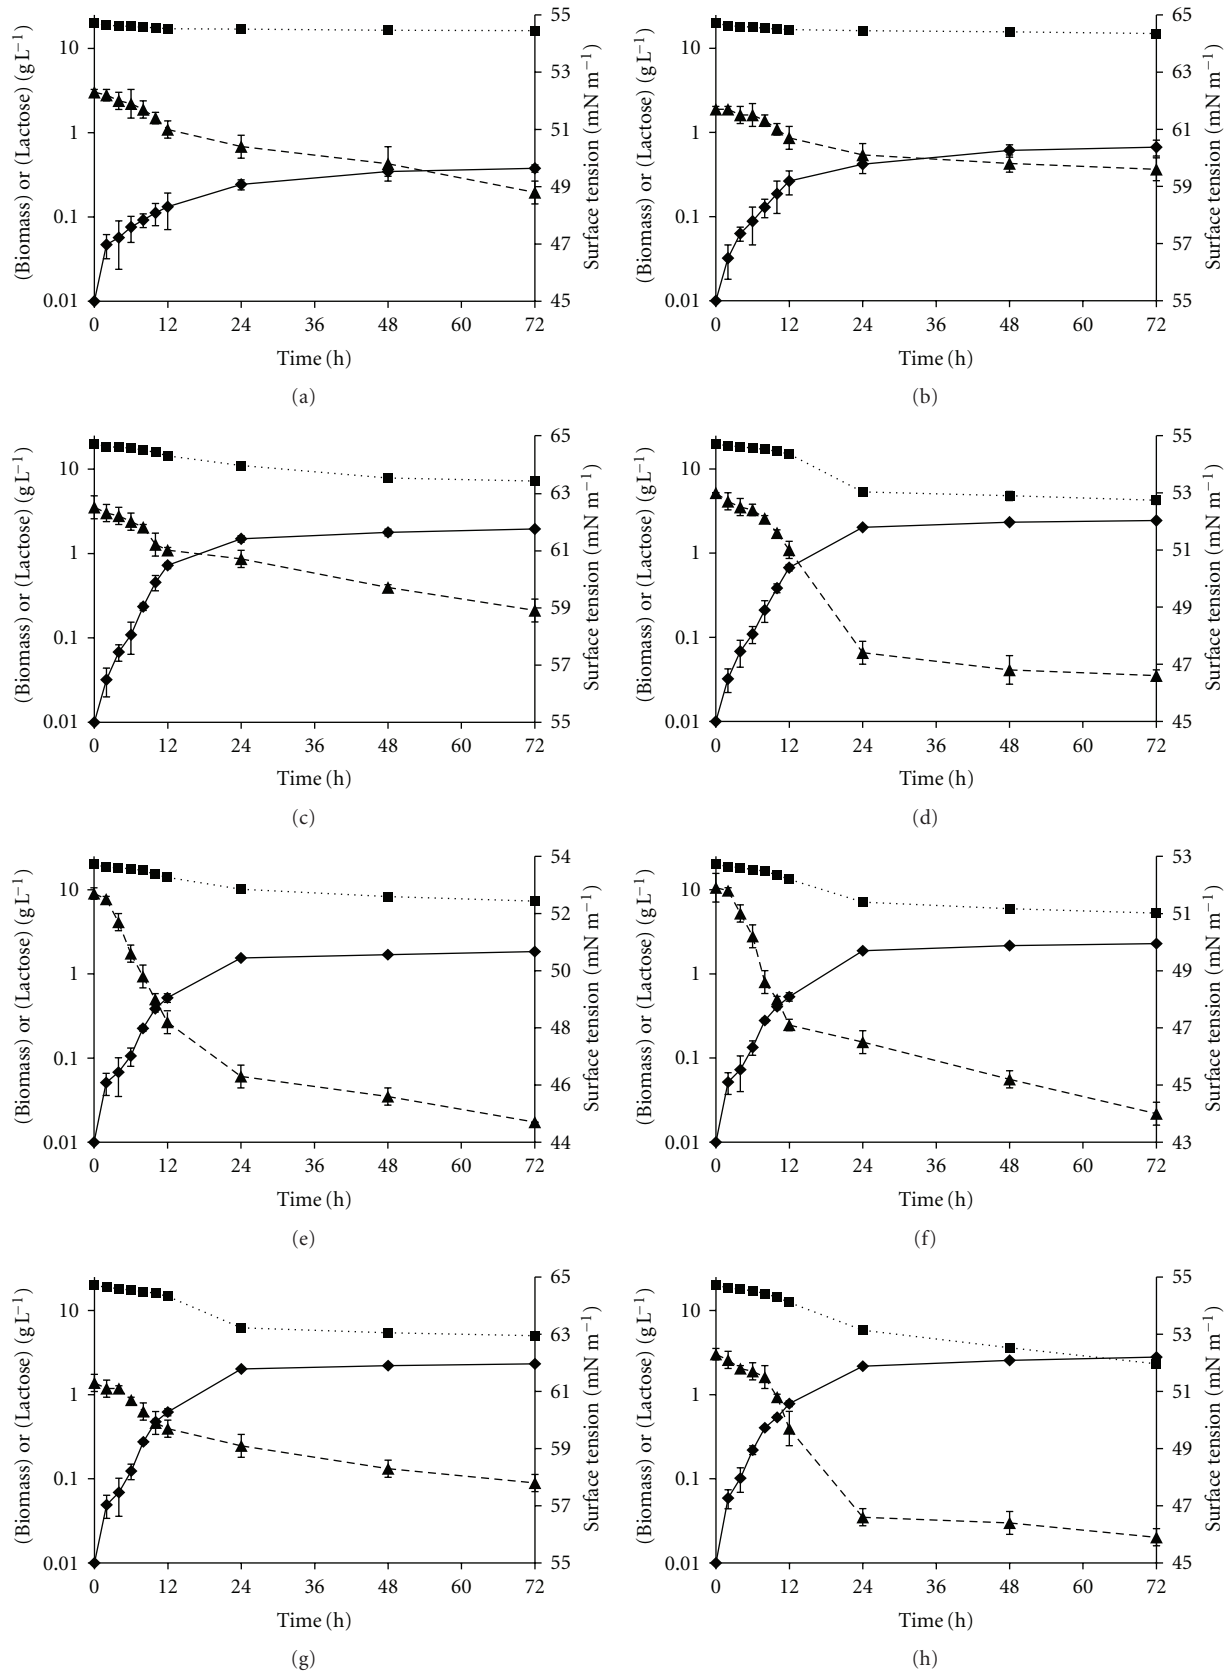 (Biomass) or (Lactose) (g L⁻¹)
10
1
0.1
0.01
55
53
51
49
47
45
Surface tension (mN m⁻¹)
0 12 24 36 48 60 72
Time (h)
(a)
(Biomass) or (Lactose) (g L⁻¹)
10
1
0.1
0.01
65
63
61
59
57
55
Surface tension (mN m⁻¹)
0 12 24 36 48 60 72
Time (h)
(b)
(Biomass) or (Lactose) (g L⁻¹)
10
1
0.1
0.01
65
63
61
59
57
55
Surface tension (mN m⁻¹)
0 12 24 36 48 60 72
Time (h)
(c)
(Biomass) or (Lactose) (g L⁻¹)
10
1
0.1
0.01
55
53
51
49
47
45
Surface tension (mN m⁻¹)
0 12 24 36 48 60 72
Time (h)
(d)
(Biomass) or (Lactose) (g L⁻¹)
10
1
0.1
0.01
54
52
50
48
46
44
Surface tension (mN m⁻¹)
0 12 24 36 48 60 72
Time (h)
(e)
(Biomass) or (Lactose) (g L⁻¹)
10
1
0.1
0.01
53
51
49
47
45
43
Surface tension (mN m⁻¹)
0 12 24 36 48 60 72
Time (h)
(f)
(Biomass) or (Lactose) (g L⁻¹)
10
1
0.1
0.01
65
63
61
59
57
55
Surface tension (mN m⁻¹)
0 12 24 36 48 60 72
Time (h)
(g)
(Biomass) or (Lactose) (g L⁻¹)
10
1
0.1
0.01
55
53
51
49
47
45
Surface tension (mN m⁻¹)
0 12 24 36 48 60 72
Time (h)
(h)